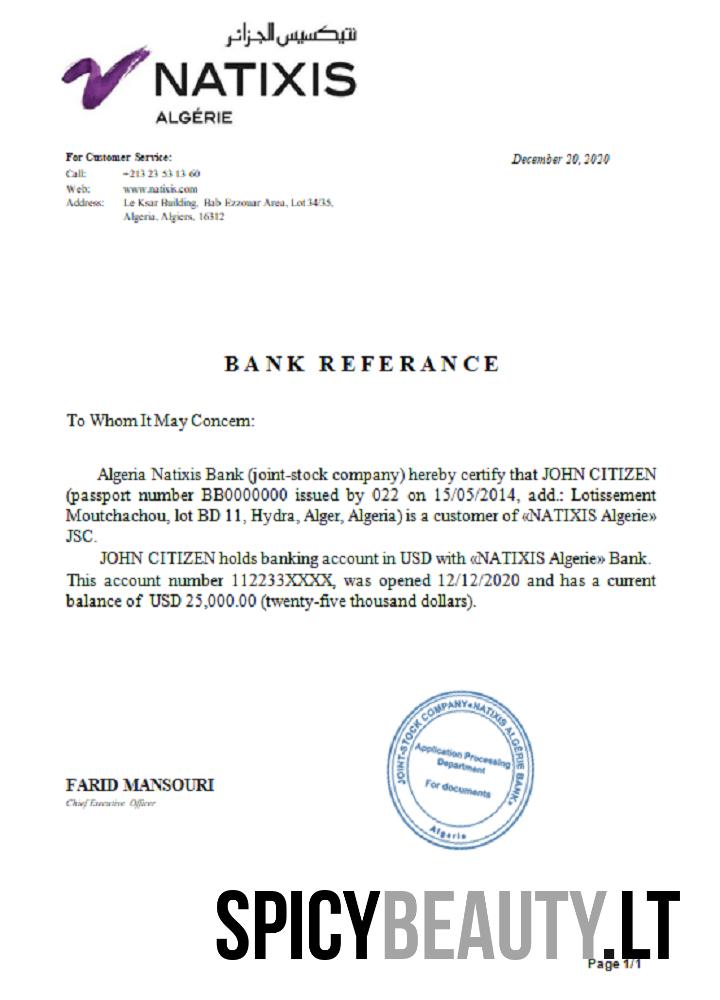 نتيكسيس الجزائر
NATIXIS
ALGÉRIE
For Customer Service:
December 20, 2020
Call: +213 23 53 13 60
Web: www.natixis.com
Address: Le Ksar Building, Bab Ezzouar Area, Lot 34/35,
Algeria, Algiers, 16312
BANK REFERANCE
To Whom It May Concern:
Algeria Natixis Bank (joint-stock company) hereby certify that JOHN CITIZEN
(passport number BB0000000 issued by 022 on 15/05/2014, add.: Lotissement
Moutchachou, lot BD 11, Hydra, Alger, Algeria) is a customer of «NATIXIS Algerie»
JSC.
JOHN CITIZEN holds banking account in USD with «NATIXIS Algerie» Bank.
This account number 112233XXXX, was opened 12/12/2020 and has a current
balance of USD 25,000.00 (twenty-five thousand dollars).
JOINT-STOCK COMPANY«NATIXIS ALGERIE BANK»
Application Processing
Department
For documents
Algeria
FARID MANSOURI
Chief Executive Officer
SPICYBEAUTY.LT
Page 1/1